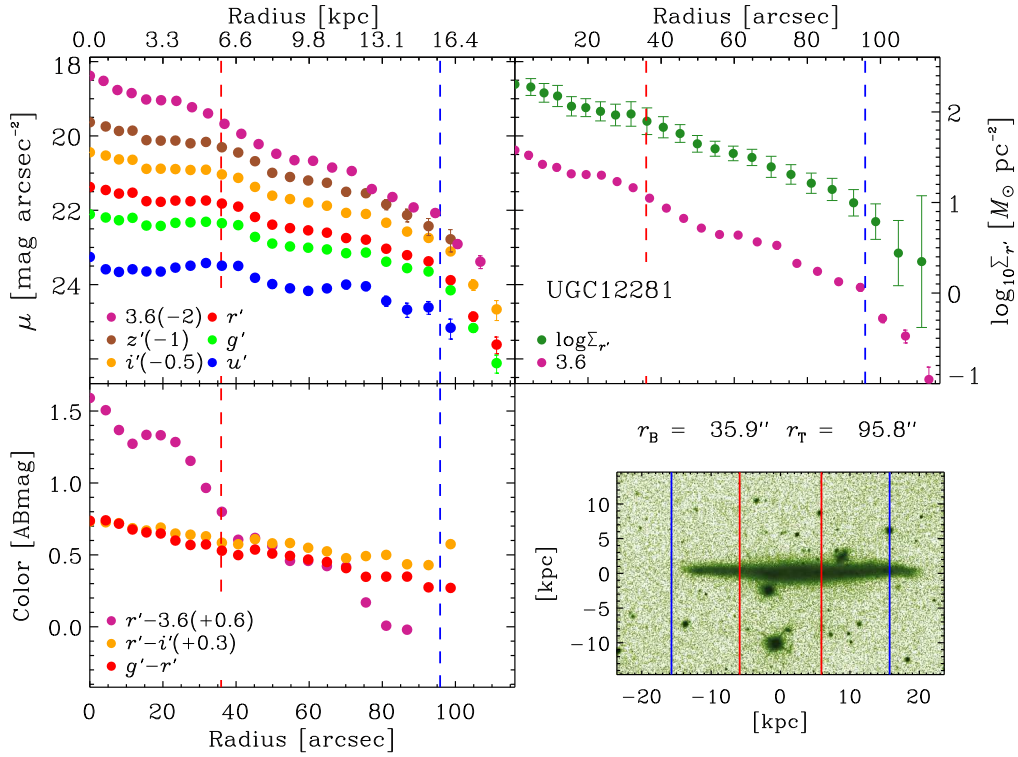 Radius [kpc]
0.0 3.3 6.6 9.8 13.1 16.4
Radius [arcsec]
20 40 60 80 100
18
20
22
24
μ [mag arcsec⁻²]
3.6(−2) r′
z′(−1) g′
i′(−0.5) u′
UGC12281
logΣr′
3.6
2
1
0
−1
log₁₀Σr′ [M⊙ pc⁻²]
1.5
1.0
0.5
0.0
Color [ABmag]
r′−3.6(+0.6)
r′−i′(+0.3)
g′−r′
0 20 40 60 80 100
Radius [arcsec]
rB = 35.9″ rT = 95.8″
10
5
0
−5
−10
[kpc]
−20 −10 0 10 20
[kpc]